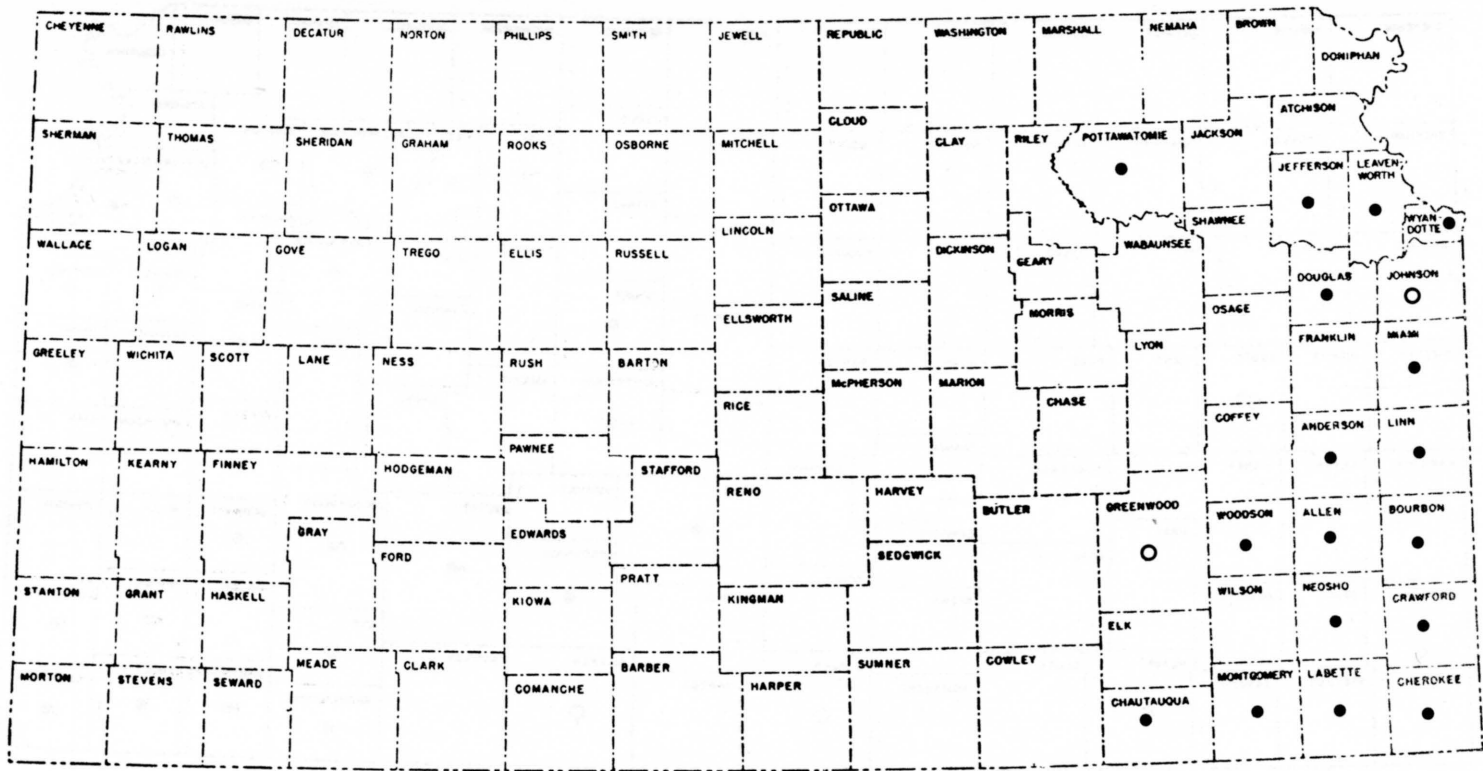 CHEYENNE
RAWLINS
DECATUR
NORTON
PHILLIPS
SMITH
JEWELL
REPUBLIC
WASHINGTON
MARSHALL
NEMAHA
BROWN
DONIPHAN
SHERMAN
THOMAS
SHERIDAN
GRAHAM
ROOKS
OSBORNE
MITCHELL
CLOUD
CLAY
RILEY
POTTAWATOMIE
JACKSON
ATCHISON
JEFFERSON
LEAVEN
WORTH
WYAN-
DOTTE
WALLACE
LOGAN
GOVE
TREGO
ELLIS
RUSSELL
LINCOLN
OTTAWA
DICKINSON
GEARY
WABAUNSEE
SHAWNEE
DOUGLAS
JOHNSON
ELLSWORTH
SALINE
MORRIS
LYON
OSAGE
FRANKLIN
MIAMI
GREELEY
WICHITA
SCOTT
LANE
NESS
RUSH
BARTON
RICE
McPHERSON
MARION
CHASE
COFFEY
ANDERSON
LINN
HAMILTON
KEARNY
FINNEY
HODGEMAN
PAWNEE
STAFFORD
RENO
HARVEY
BUTLER
GREENWOOD
WOODSON
ALLEN
BOURBON
GRAY
FORD
EDWARDS
PRATT
SEDGWICK
STANTON
GRANT
HASKELL
KIOWA
KINGMAN
ELK
WILSON
NEOSHO
CRAWFORD
MORTON
STEVENS
SEWARD
MEADE
CLARK
COMANCHE
BARBER
HARPER
SUMNER
COWLEY
CHAUTAUQUA
MONTGOMERY
LABETTE
CHEROKEE